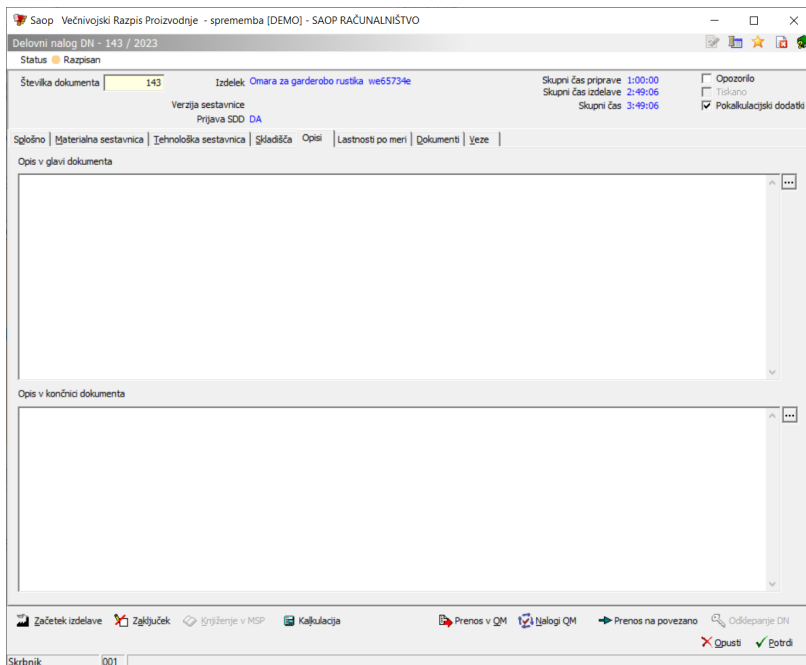 Saop Večnivojski Razpis Proizvodnje - sprememba [DEMO] - SAOP RAČUNALNIŠTVO
Delovni nalog DN - 143 / 2023
Status Razpisan
Številka dokumenta 143 Izdelek Omara za garderobo rustika we65734e Skupni čas priprave 1:00:00 Opozorilo
Skupni čas izdelave 2:49:06 Tiskano
Verzija sestavnice Skupni čas 3:49:06 Pokalkulacijski dodatki
Prijava SDD DA
Splošno Materialna sestavnica Tehnološka sestavnica Skladišča Opisi Lastnosti po meri Dokumenti Veze
Opis v glavi dokumenta
...
Opis v končnici dokumenta
...
Začetek izdelave Zaključek Knjiženje v MSP Kalkulacija Prenos v QM Nalogi QM Prenos na povezano Odklepanje DN
Opusti Potrdi
Skrbnik 001